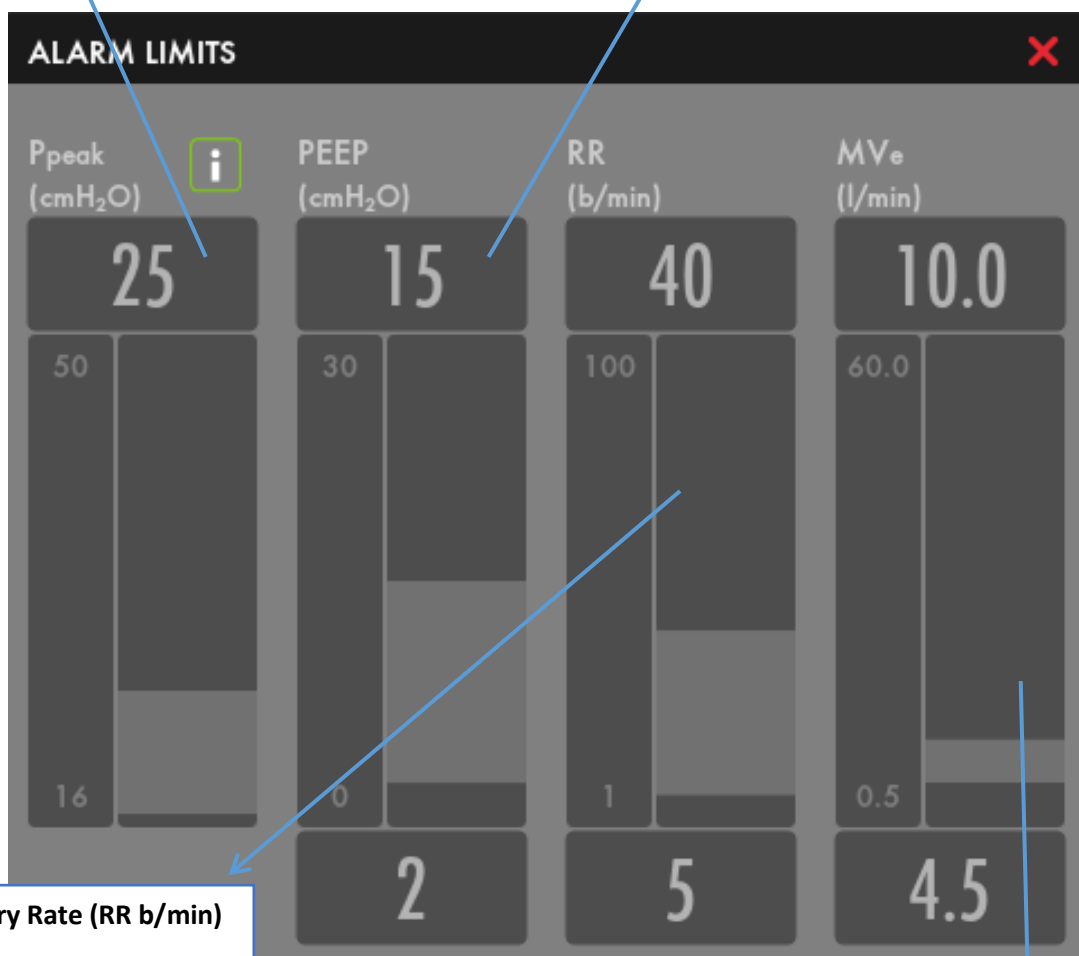 ALARM LIMITS
Ppeak
(cmH₂O)
i
PEEP
(cmH₂O)
RR
(b/min)
MVe
(l/min)
25
15
40
10.0
50
30
100
60.0
16
0
1
0.5
2
5
4.5
ry Rate (RR b/min)